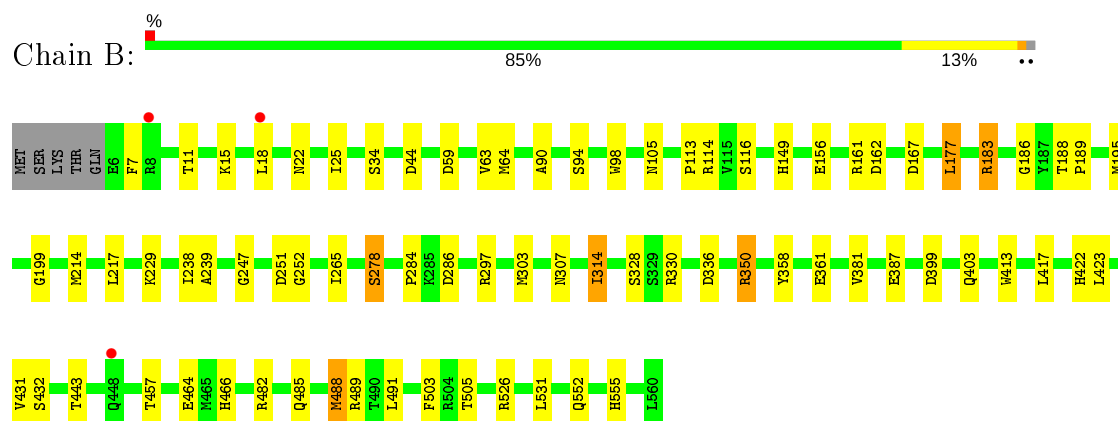 %
Chain B:
85% 13% ••
MET SER LYS THR GLN E6 F7 R8 T11 K15 L18 N22 I25 S34 D44 D59 V63 M64 A90 S94 W98 N105 P113 R114 V115 S116 H149 E156 R161 D162 D167 L177 R183 G186 Y187 T188 P189 M195
G199 M214 L217 K229 I238 A239 G247 D251 G252 I265 S278 P284 K285 D286 R297 M303 N307 I314 S328 S329 R330 D336 R350 Y358 E361 V381 E387 D399 Q403 W413 L417 H422 L423
V431 S432 T443 Q448 T457 E464 M465 H466 R482 Q485 M488 R489 T490 L491 F503 R504 T505 R526 L531 Q552 H555 L560